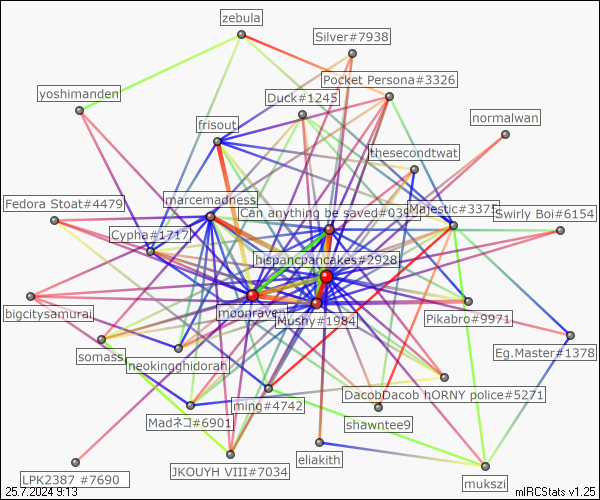 zebula
Silver#7938
Pocket Persona#3326
yoshimanden
Duck#1245
normalwan
frisout
thesecondtwat
marcemadness
Fedora Stoat#4479
Can anything be saved#039
Majestic#3375
Swirly Boi#6154
Cypha#1717
hispancpancakes#2928
bigcitysamurai
moonraven
Mushy#1984
Pikabro#9971
somass
neokingghidorah
Eg.Master#1378
DacobDacob hORNY police#5271
ming#4742
Madネコ#6901
shawntee9
eliakith
JKOUYH VIII#7034
LPK2387 #7690
mukszi
25.7.2024 9:13
mIRCStats v1.25